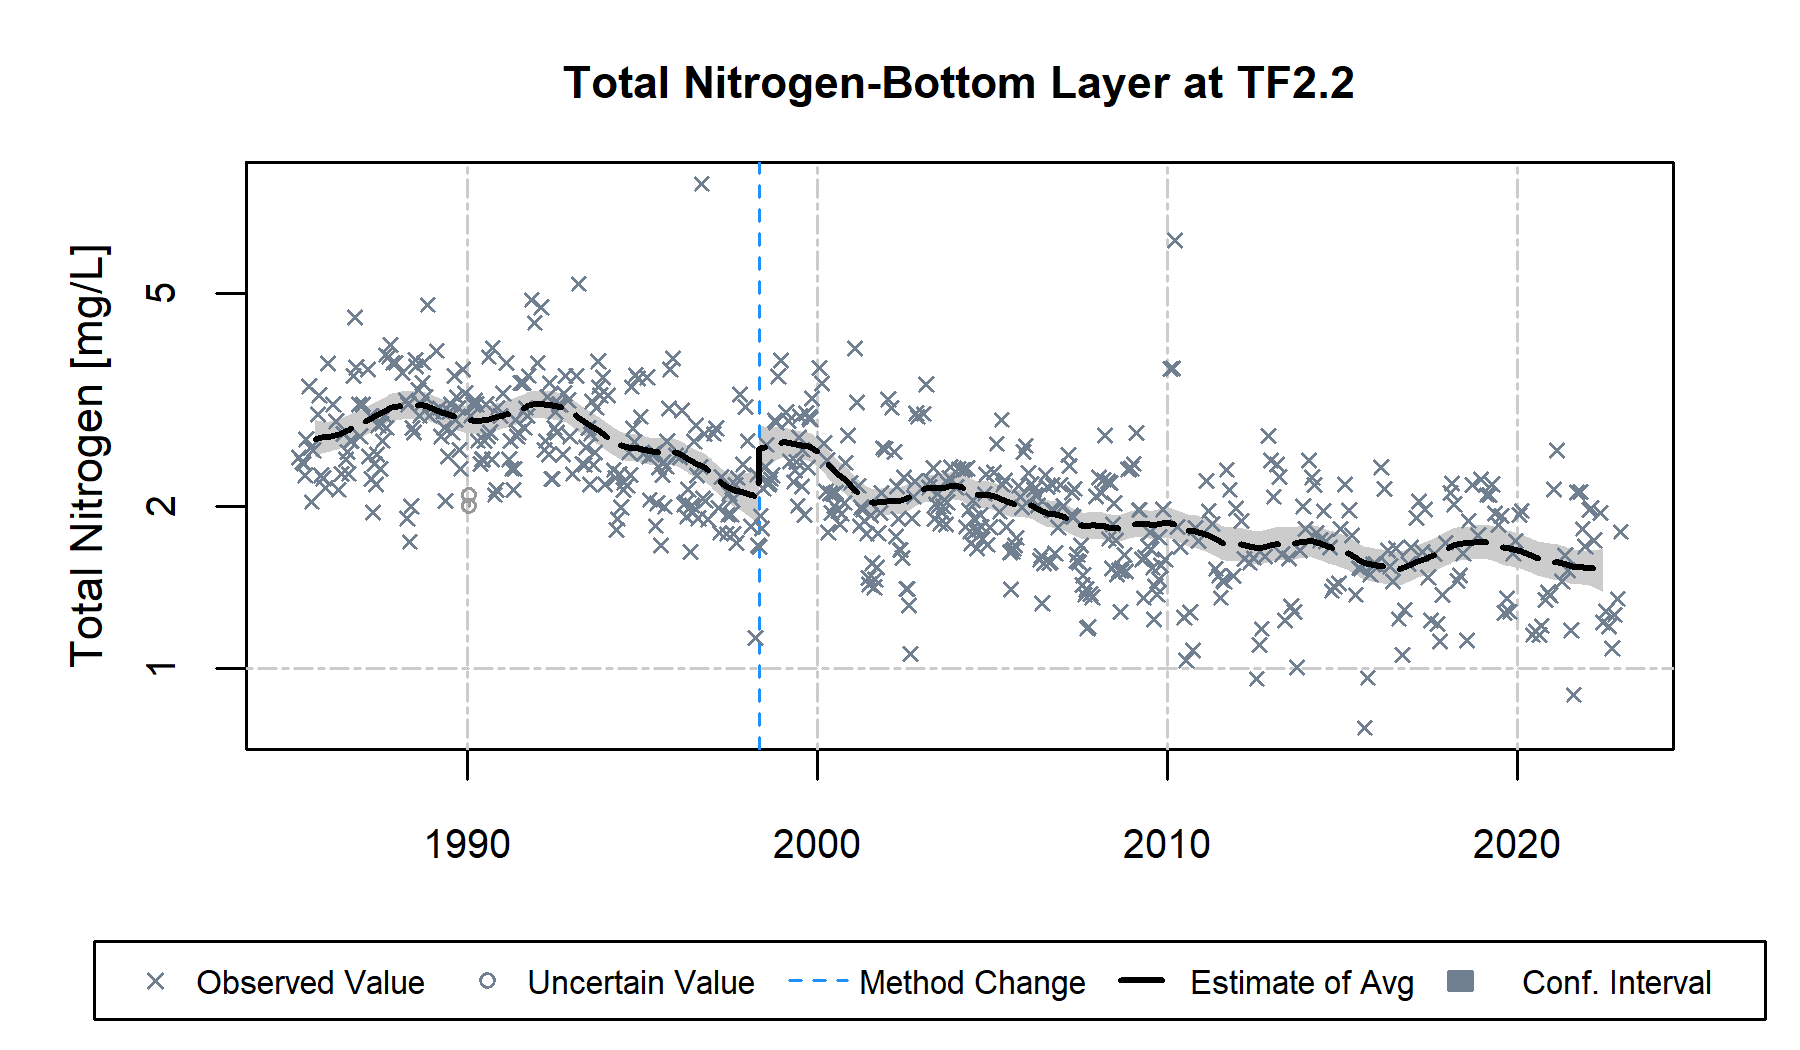 Total Nitrogen-Bottom Layer at TF2.2
Total Nitrogen [mg/L]
5
2
1
1990 2000 2010 2020
Observed Value Uncertain Value Method Change Estimate of Avg Conf. Interval